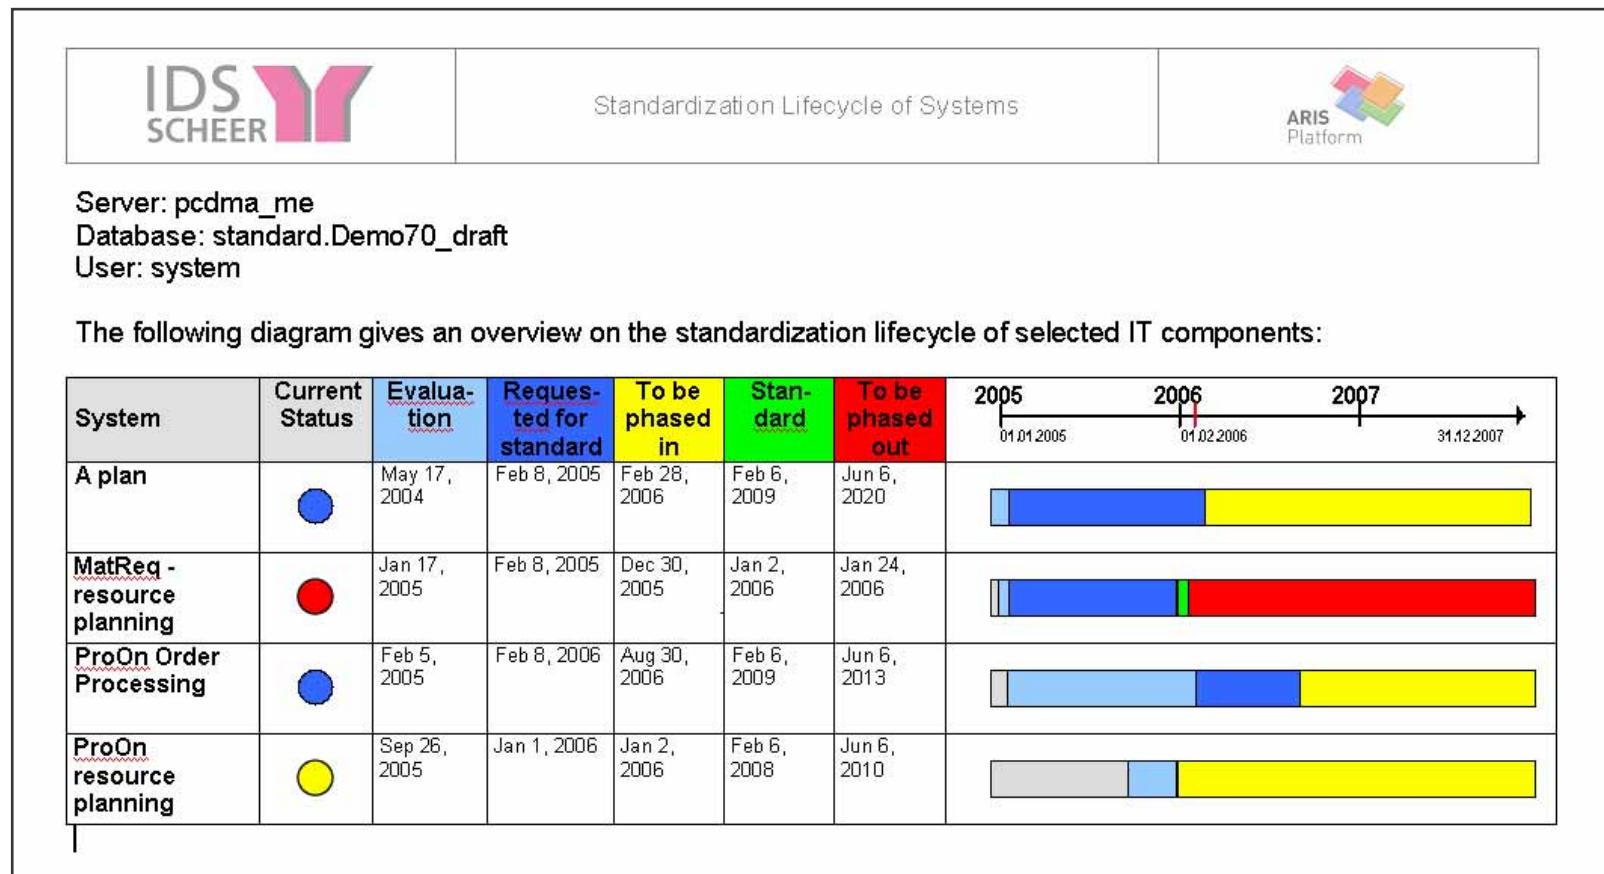 IDS
SCHEER
Standardization Lifecycle of Systems
ARIS
Platform
Server: pcdma_me
Database: standard.Demo70_draft
User: system
The following diagram gives an overview on the standardization lifecycle of selected IT components:
System
Current
Status
Evalua-
tion
Reques-
ted for
standard
To be
phased
in
Stan-
dard
To be
phased
out
2005
2006
2007
01.01.2005
01.02.2006
31.12.2007
A plan
May 17,
2004
Feb 8, 2005
Feb 28,
2006
Feb 6,
2009
Jun 6,
2020
MatReq -
resource
planning
Jan 17,
2005
Feb 8, 2005
Dec 30,
2005
Jan 2,
2006
Jan 24,
2006
ProOn Order
Processing
Feb 5,
2005
Feb 8, 2006
Aug 30,
2006
Feb 6,
2009
Jun 6,
2013
ProOn
resource
planning
Sep 26,
2005
Jan 1, 2006
Jan 2,
2006
Feb 6,
2008
Jun 6,
2010